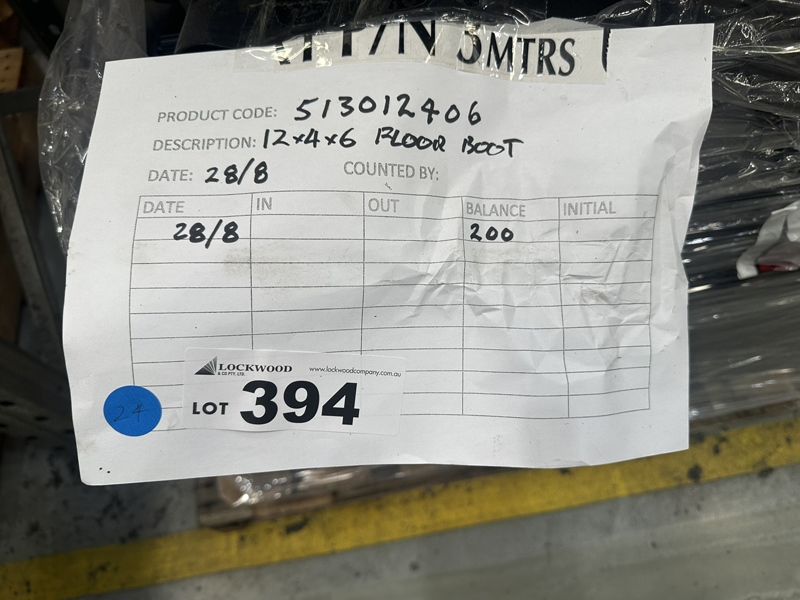 P/N 3MTRS
PRODUCT CODE: 513012406
DESCRIPTION: 12x4x6 FLOOR BOOT
DATE: 28/8 COUNTED BY:
DATE IN OUT BALANCE INITIAL
28/8 200
LOCKWOOD www.lockwoodcompany.com.au
& CO PTY. LTD.
LOT 394
24